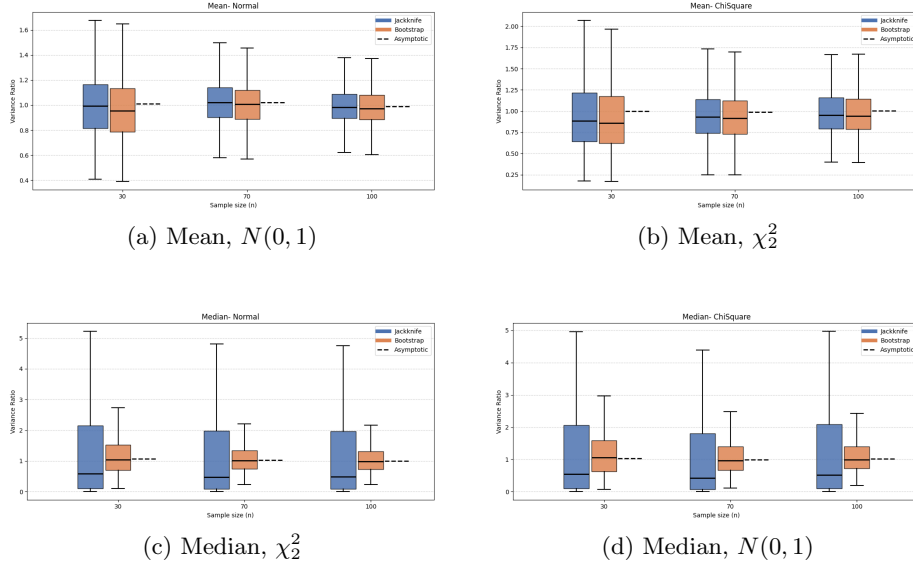 Mean- Normal
Jackknife
Bootstrap
Asymptotic
Variance Ratio
1.6
1.4
1.2
1.0
0.8
0.6
0.4
30
70
100
Sample size (n)
(a) Mean, N(0, 1)
Mean- ChiSquare
Jackknife
Bootstrap
Asymptotic
Variance Ratio
2.00
1.75
1.50
1.25
1.00
0.75
0.50
0.25
30
70
100
Sample size (n)
(b) Mean, χ₂²
Median- Normal
Jackknife
Bootstrap
Asymptotic
Variance Ratio
5
4
3
2
1
0
30
70
100
Sample size (n)
(c) Median, χ₂²
Median- ChiSquare
Jackknife
Bootstrap
Asymptotic
Variance Ratio
5
4
3
2
1
0
30
70
100
Sample size (n)
(d) Median, N(0, 1)